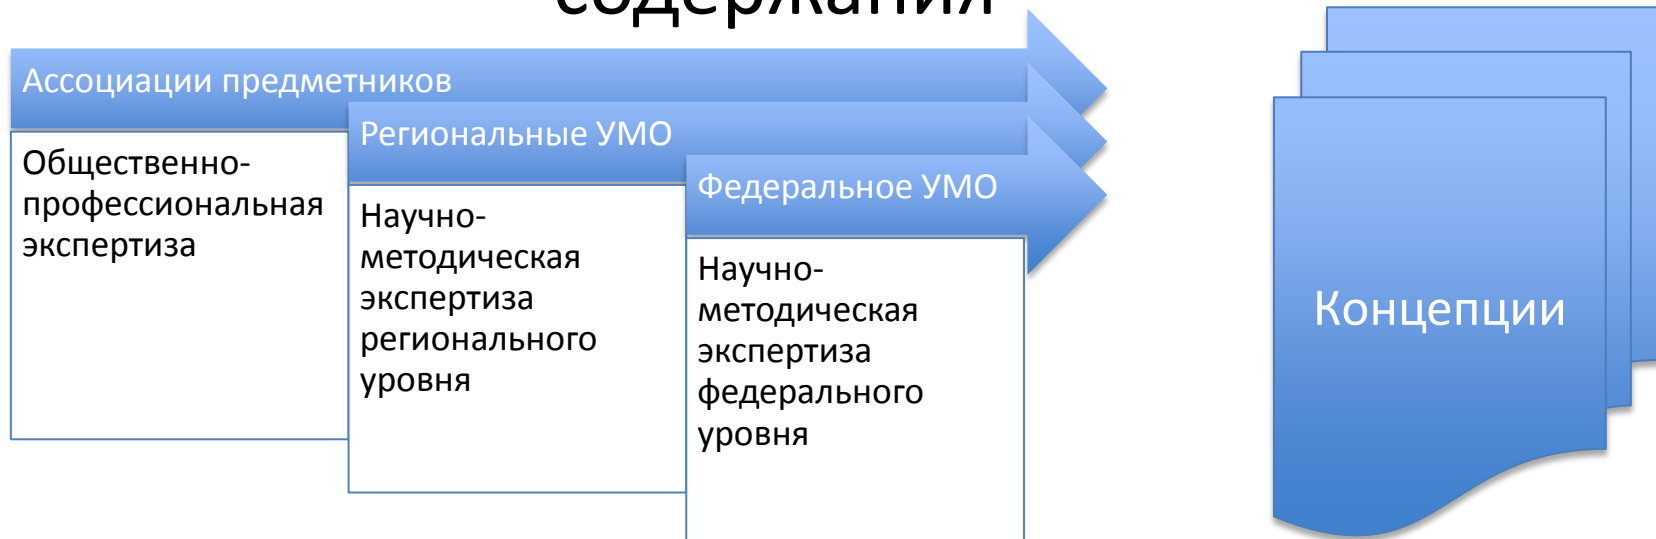 содержания
Ассоциации предметников
Общественно-
профессиональная
экспертиза
Региональные УМО
Научно-
методическая
экспертиза
регионального
уровня
Федеральное УМО
Научно-
методическая
экспертиза
федерального
уровня
Концепции